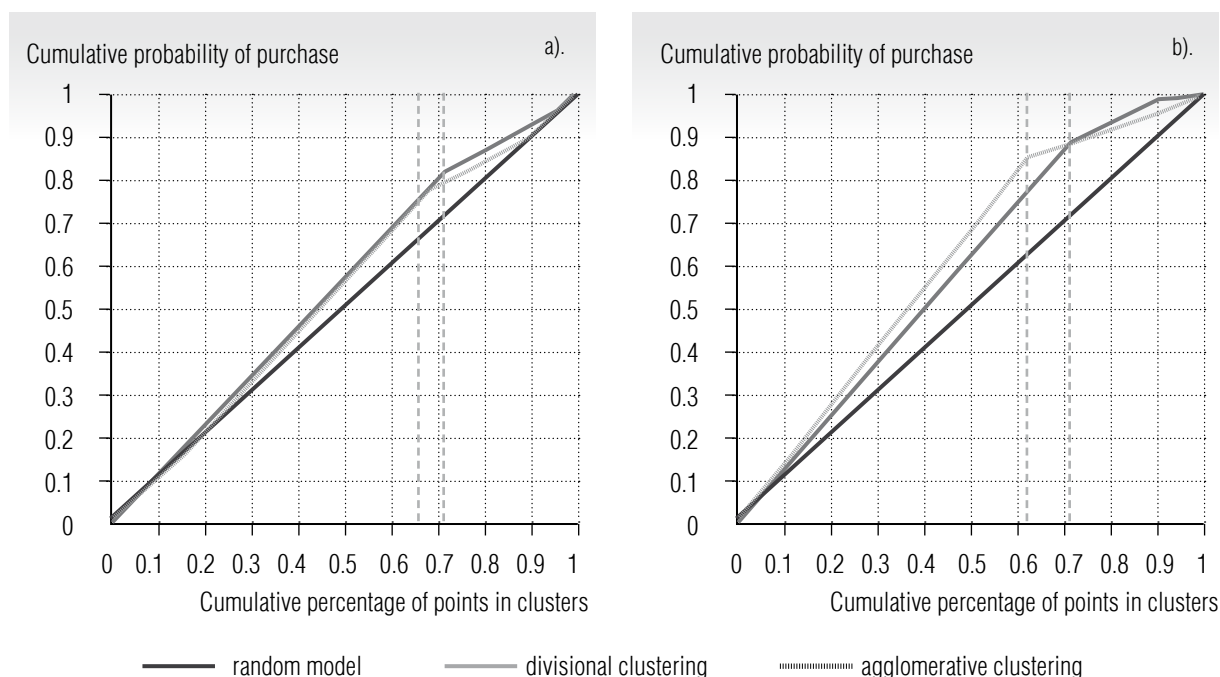 Cumulative probability of purchase
a).
1
0.9
0.8
0.7
0.6
0.5
0.4
0.3
0.2
0.1
0
0 0.1 0.2 0.3 0.4 0.5 0.6 0.7 0.8 0.9 1
Cumulative percentage of points in clusters
Cumulative probability of purchase
b).
1
0.9
0.8
0.7
0.6
0.5
0.4
0.3
0.2
0.1
0
0 0.1 0.2 0.3 0.4 0.5 0.6 0.7 0.8 0.9 1
Cumulative percentage of points in clusters
random model divisional clustering agglomerative clustering